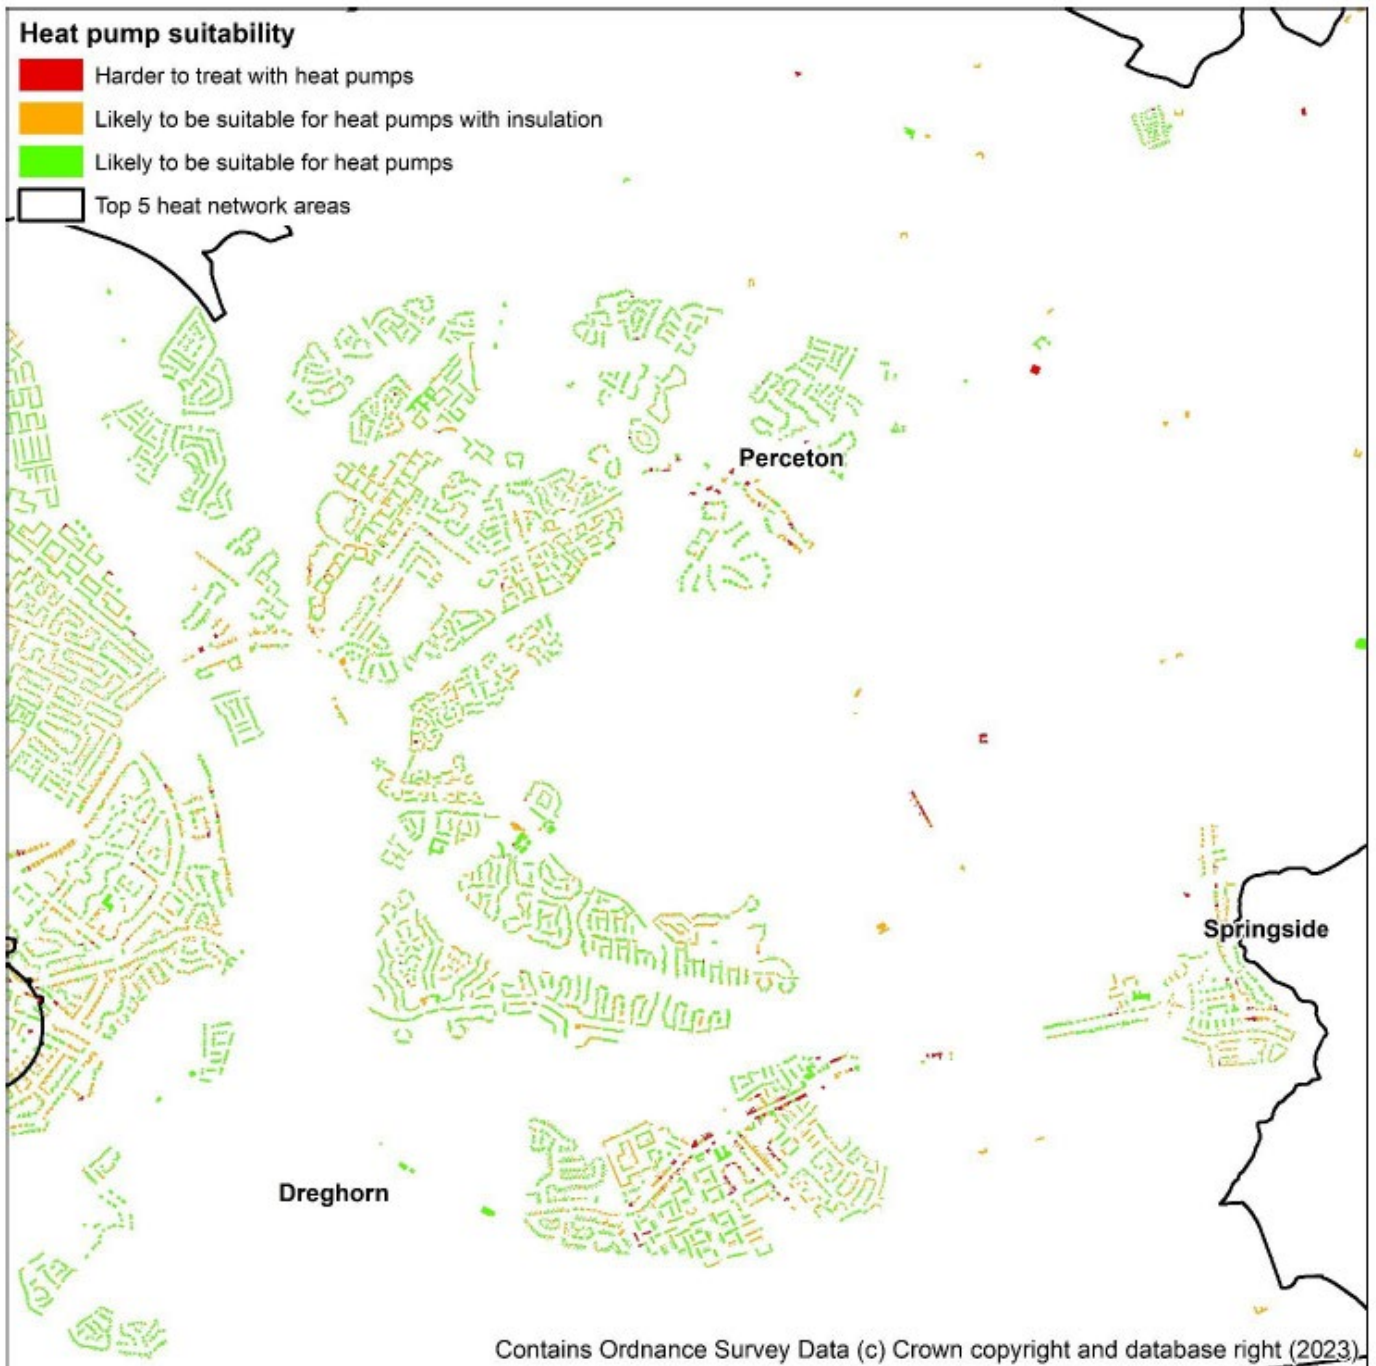 Heat pump suitability
Harder to treat with heat pumps
Likely to be suitable for heat pumps with insulation
Likely to be suitable for heat pumps
Top 5 heat network areas
Perceton
Springside
Dreghorn
Contains Ordnance Survey Data (c) Crown copyright and database right (2023)